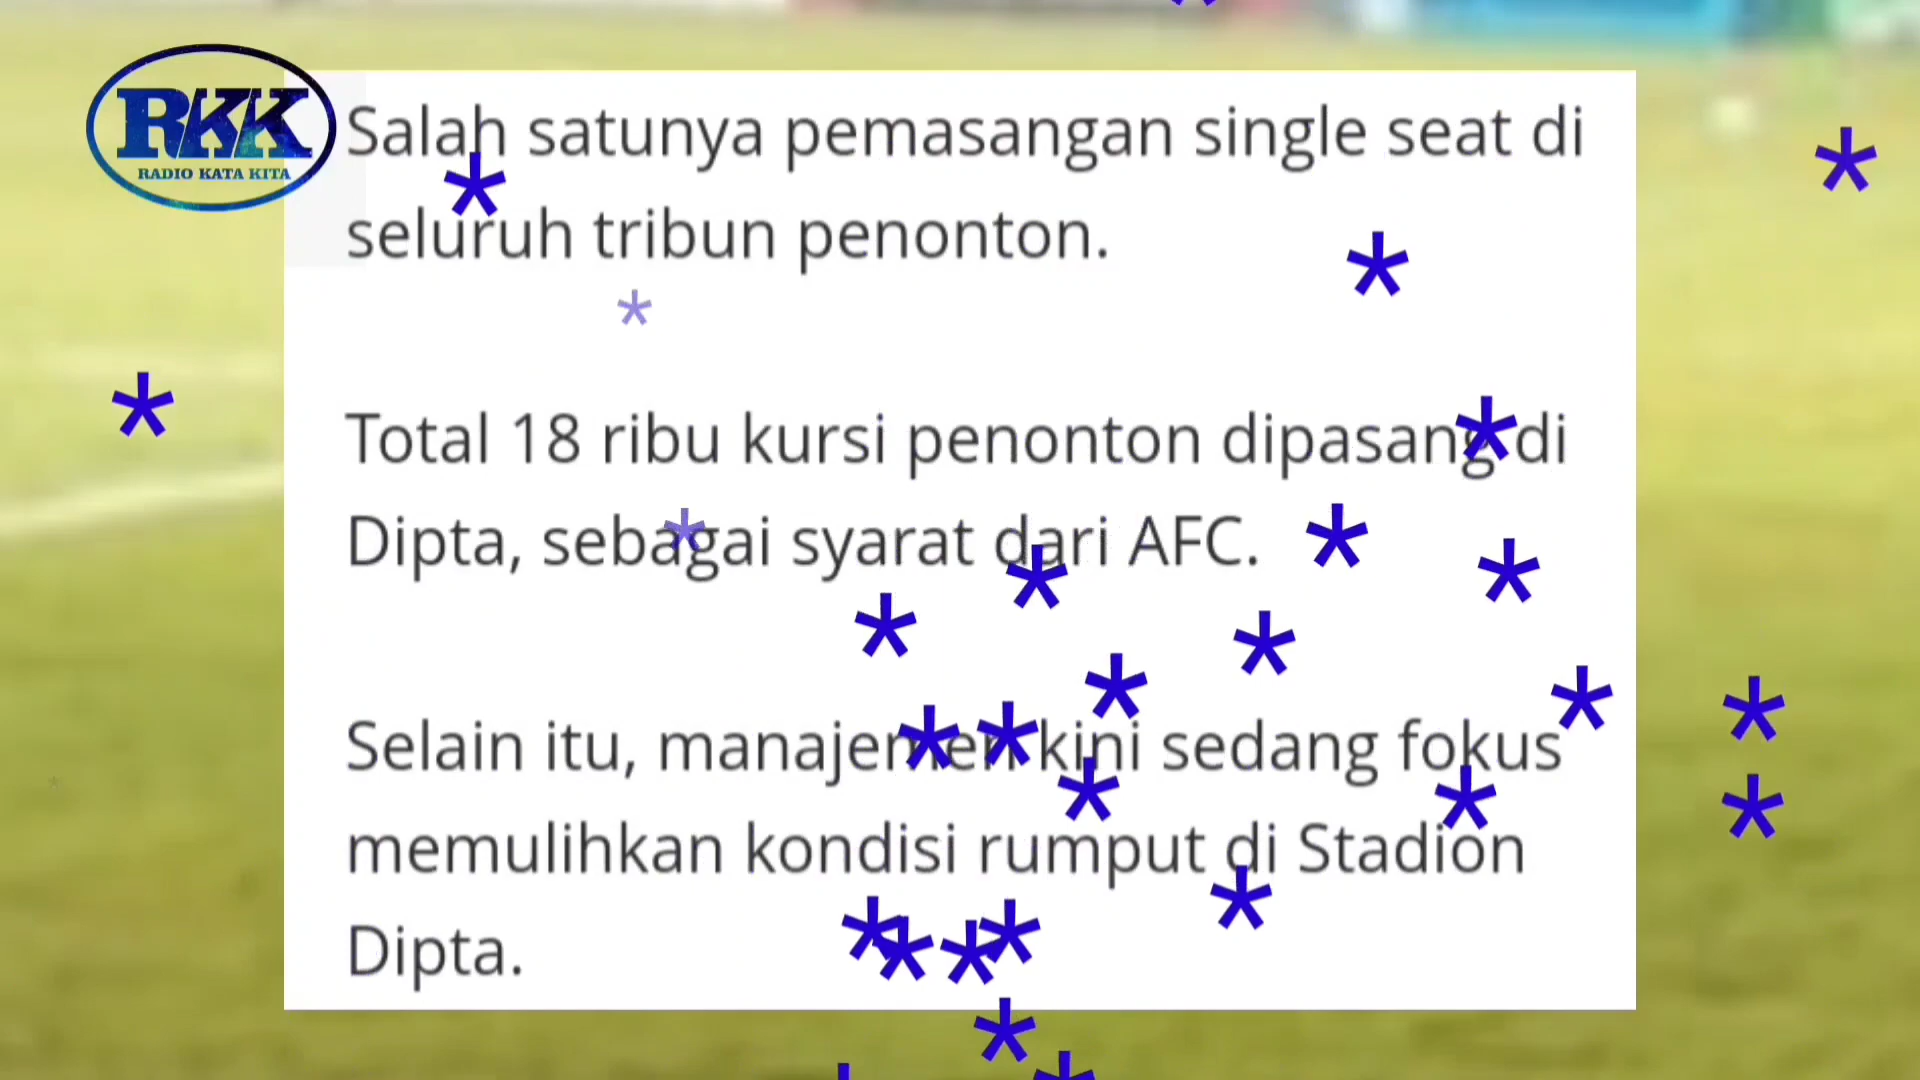 RKK
RADIO KATA KITA
Salah satunya pemasangan single seat di
seluruh tribun penonton.
Total 18 ribu kursi penonton dipasang di
Dipta, sebagai syarat dari AFC.
Selain itu, manajemen kini sedang fokus
memulihkan kondisi rumput di Stadion
Dipta.